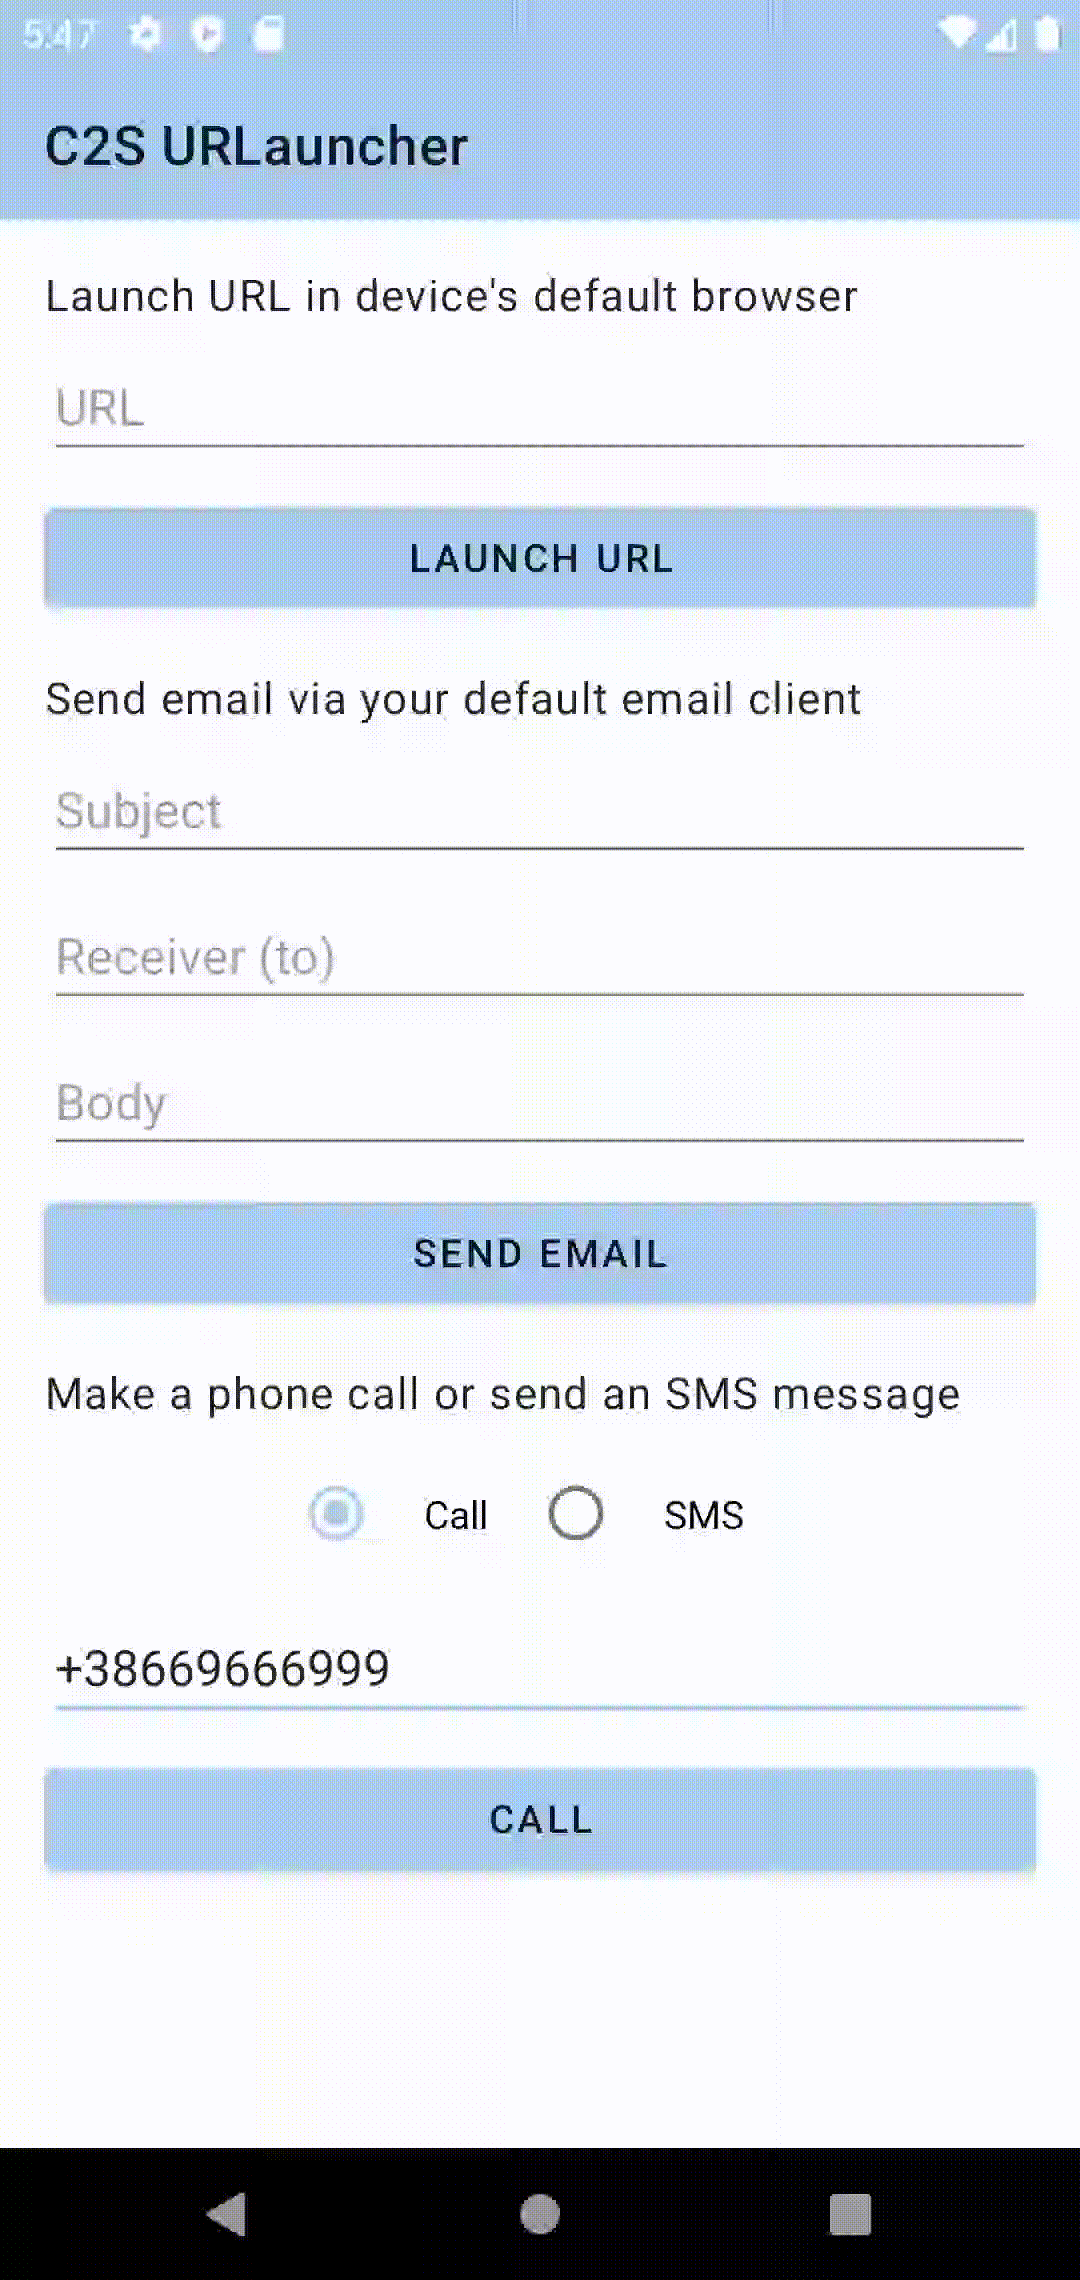 5:47
C2S URLauncher
Launch URL in device's default browser
URL
LAUNCH URL
Send email via your default email client
Subject
Receiver (to)
Body
SEND EMAIL
Make a phone call or send an SMS message
Call SMS
+38669666999
CALL